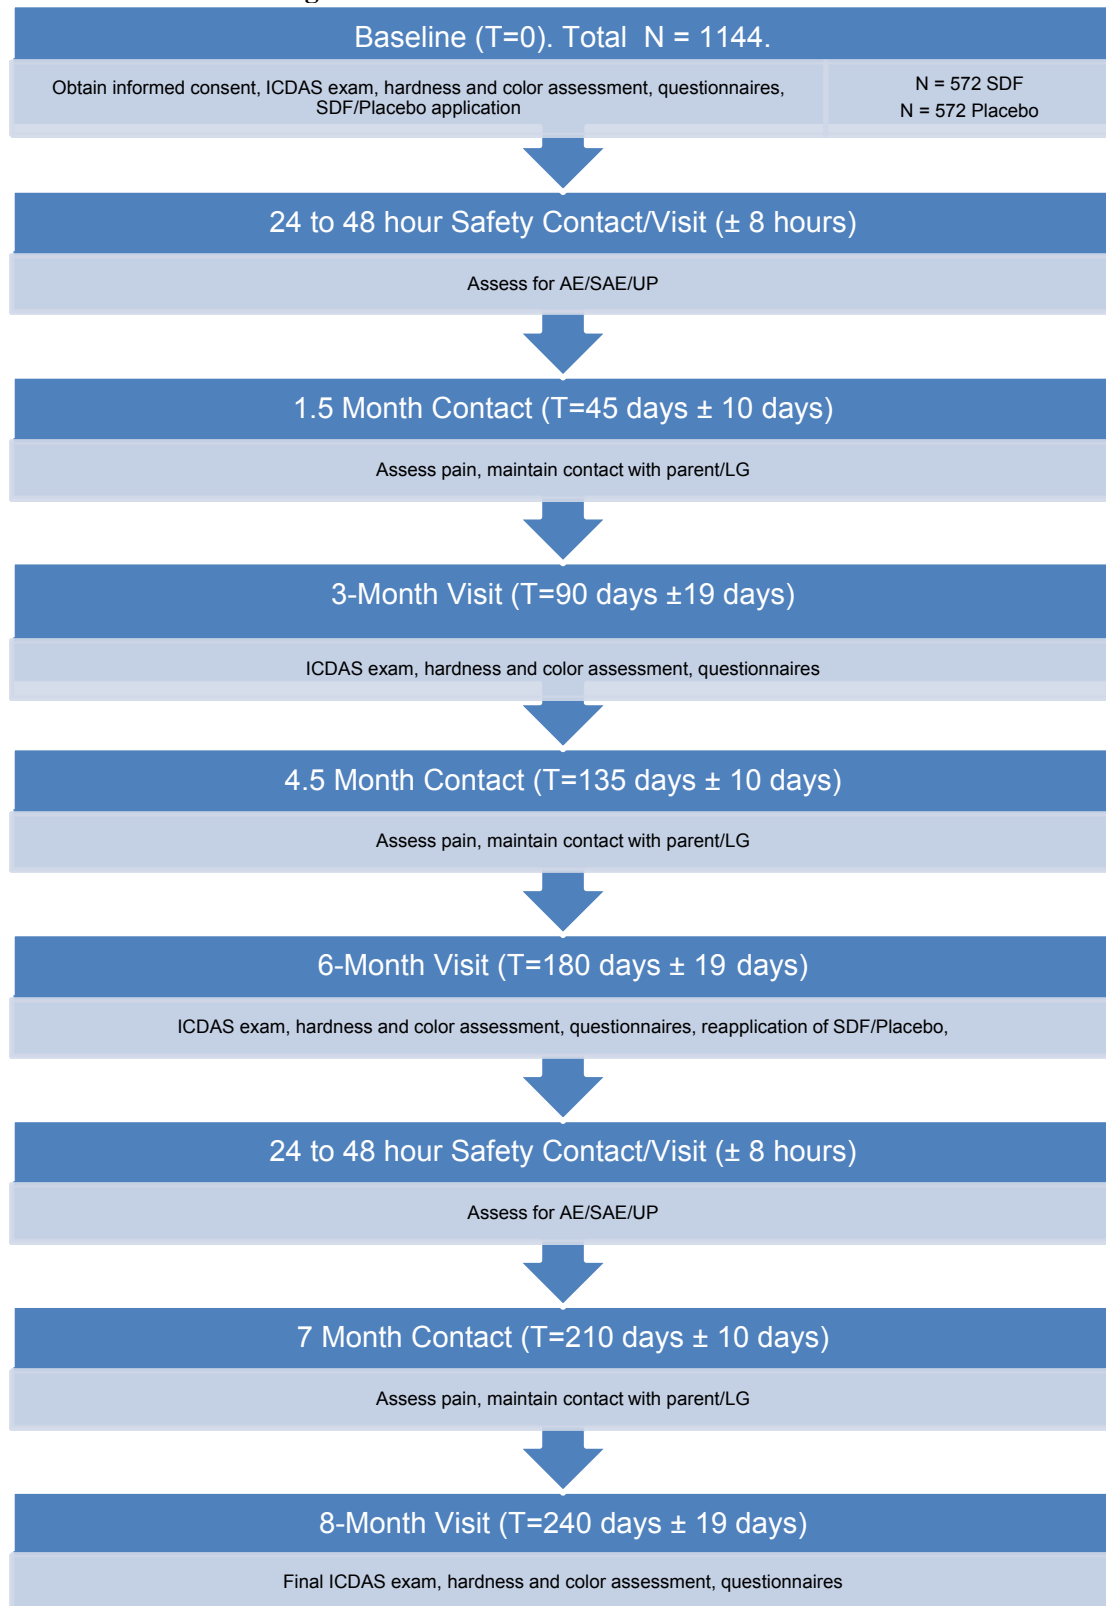 Baseline (T=0). Total N = 1144.
Obtain informed consent, ICDAS exam, hardness and color assessment, questionnaires,
SDF/Placebo application
N = 572 SDF
N = 572 Placebo
24 to 48 hour Safety Contact/Visit (± 8 hours)
Assess for AE/SAE/UP
1.5 Month Contact (T=45 days ± 10 days)
Assess pain, maintain contact with parent/LG
3-Month Visit (T=90 days ±19 days)
ICDAS exam, hardness and color assessment, questionnaires
4.5 Month Contact (T=135 days ± 10 days)
Assess pain, maintain contact with parent/LG
6-Month Visit (T=180 days ± 19 days)
ICDAS exam, hardness and color assessment, questionnaires, reapplication of SDF/Placebo,
24 to 48 hour Safety Contact/Visit (± 8 hours)
Assess for AE/SAE/UP
7 Month Contact (T=210 days ± 10 days)
Assess pain, maintain contact with parent/LG
8-Month Visit (T=240 days ± 19 days)
Final ICDAS exam, hardness and color assessment, questionnaires